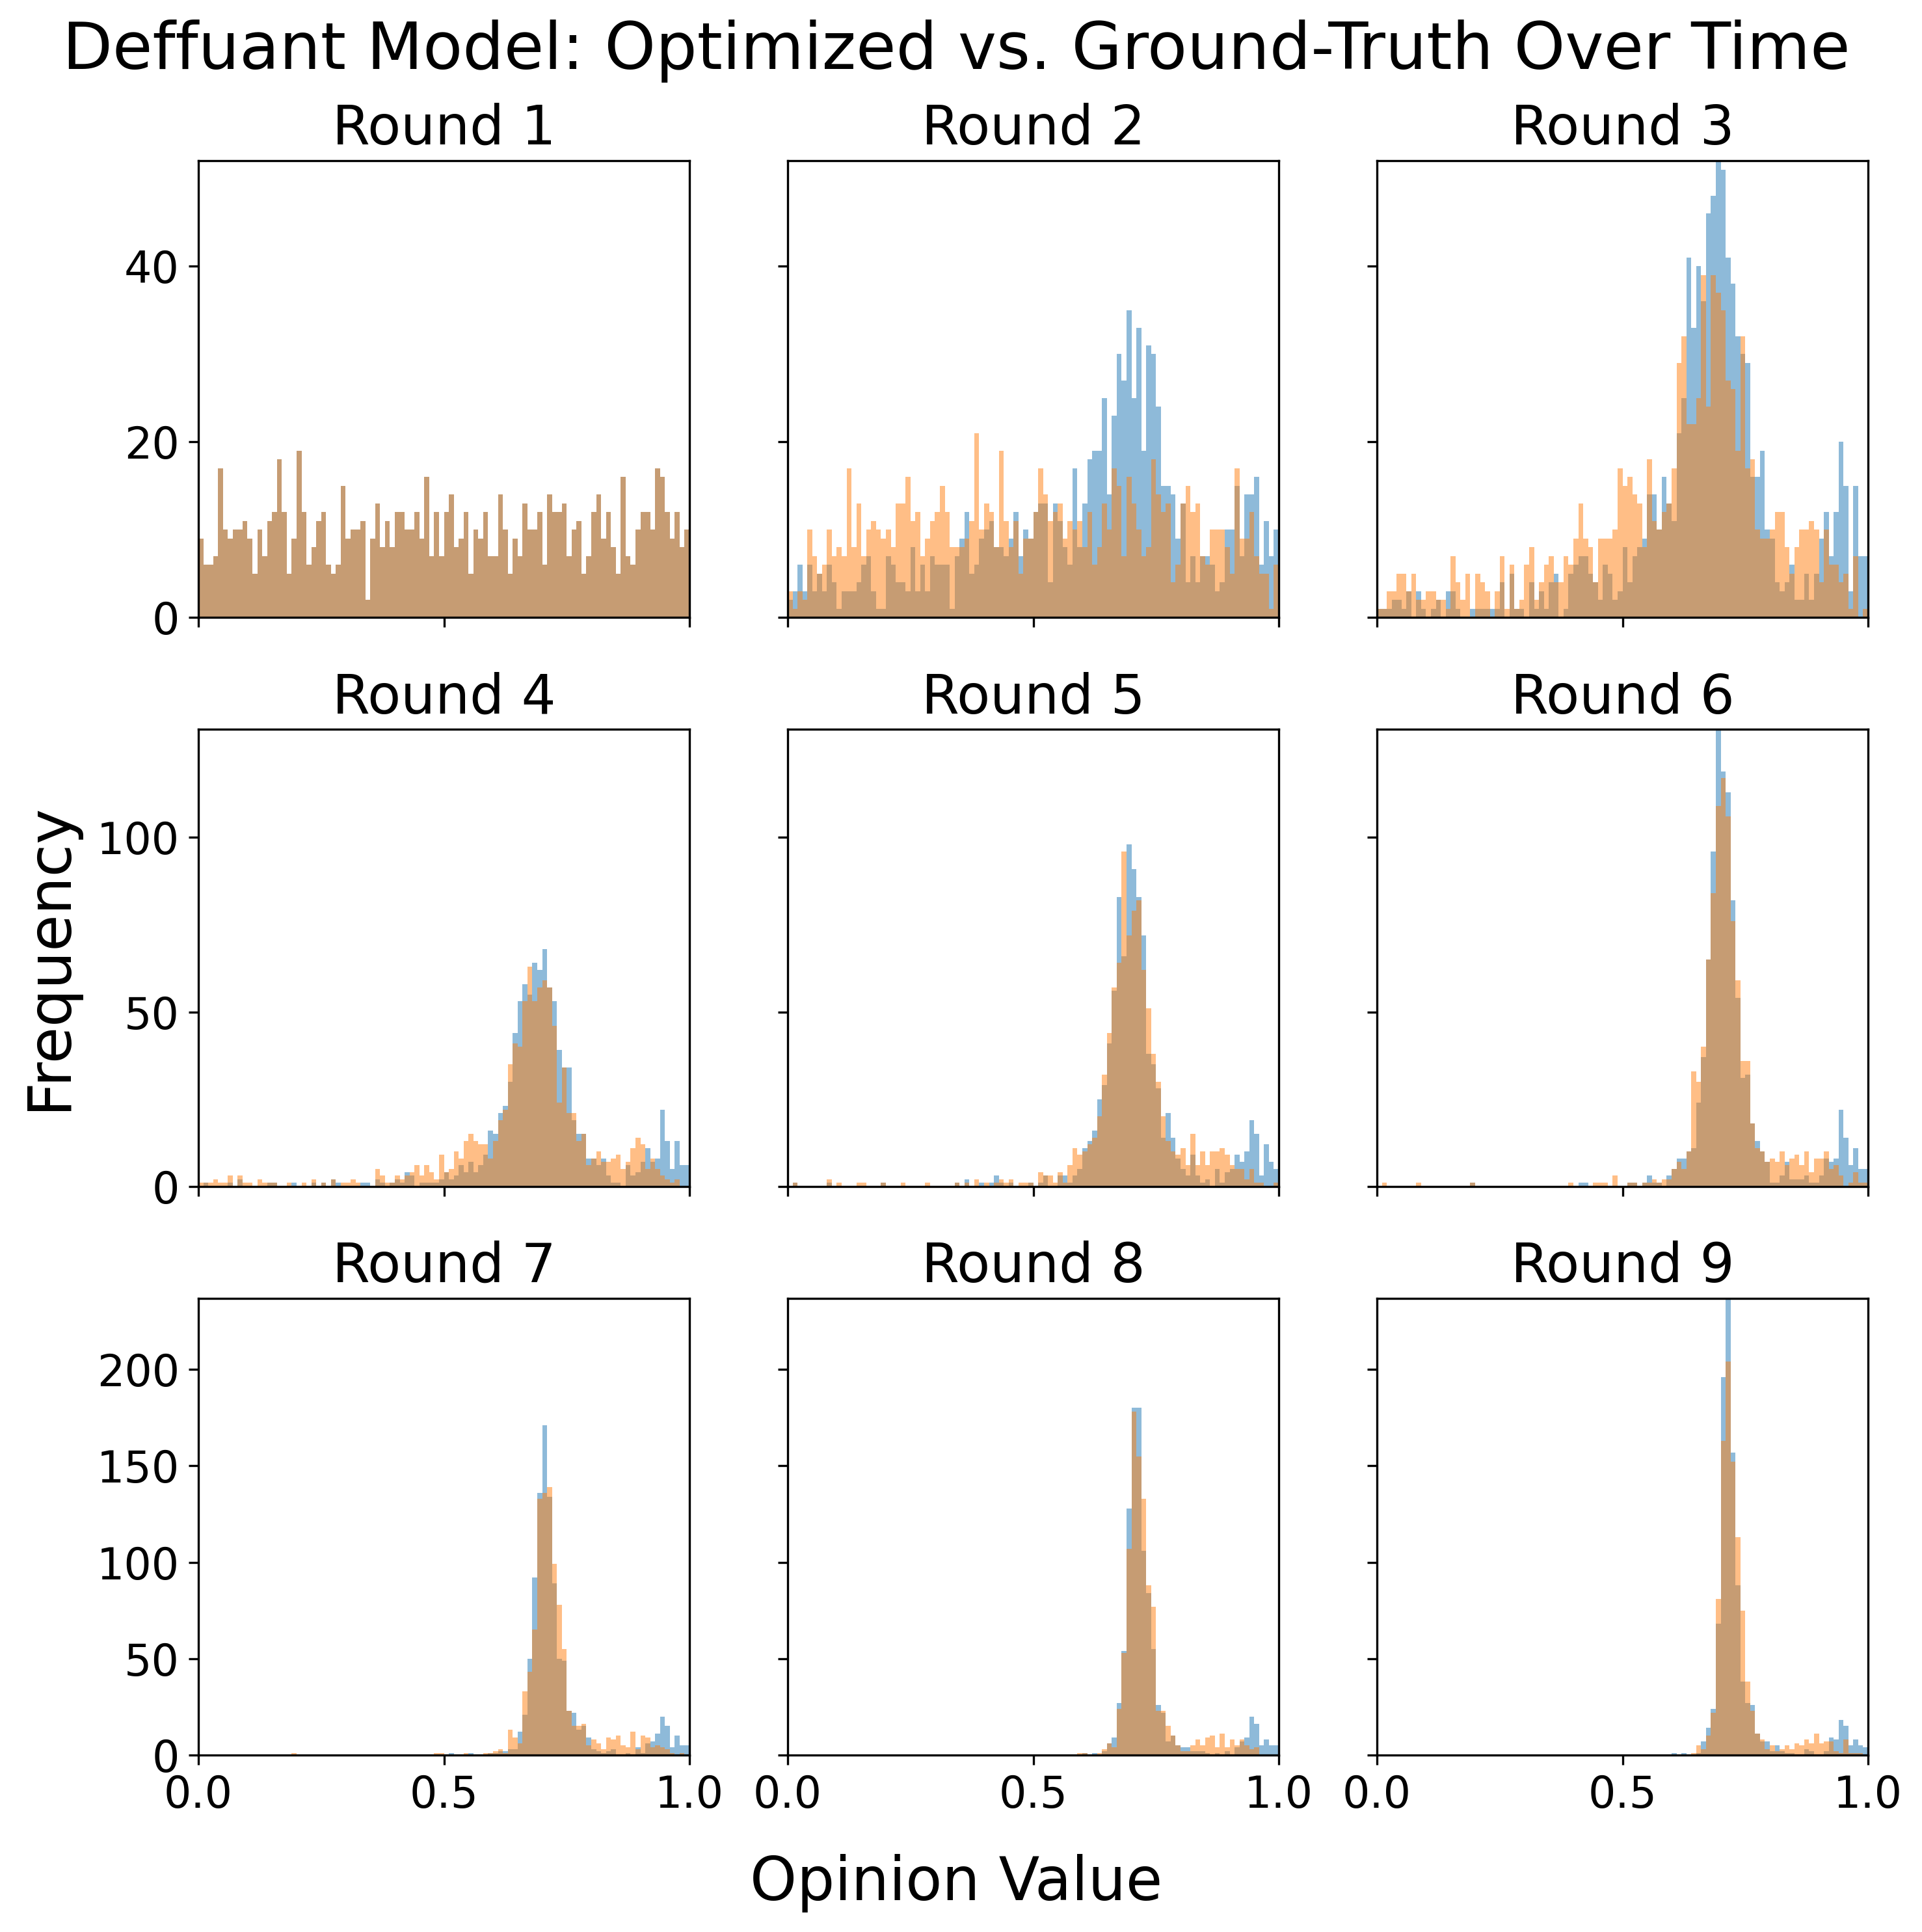 Deffuant Model: Optimized vs. Ground-Truth Over Time
Round 1
Round 2
Round 3
40
20
0
Round 4
Round 5
Round 6
Frequency
100
50
0
Round 7
Round 8
Round 9
200
150
100
50
0
0.0 0.5 1.0 0.0 0.5 1.0 0.0 0.5 1.0
Opinion Value